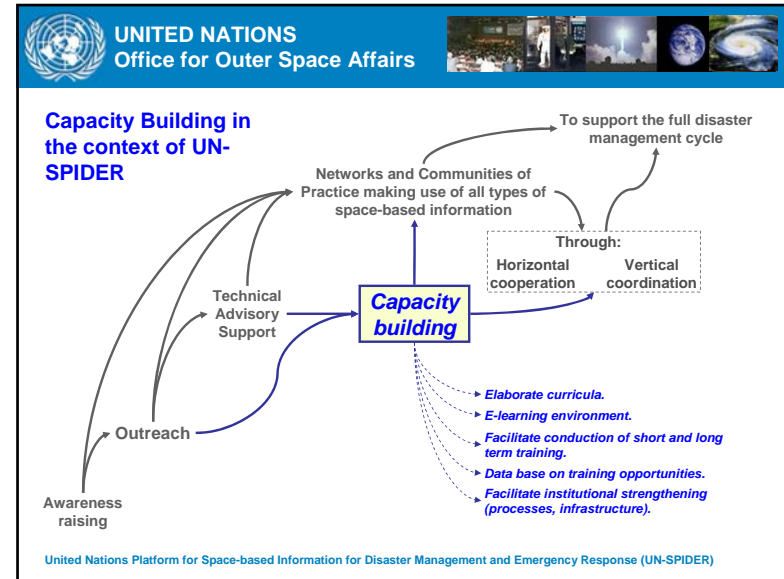 UNITED NATIONS
Office for Outer Space Affairs
Capacity Building in
the context of UN-
SPIDER
To support the full disaster
management cycle
Networks and Communities of
Practice making use of all types of
space-based information
Through:
Horizontal
cooperation
Vertical
coordination
Technical
Advisory
Support
Capacity
building
Elaborate curricula.
E-learning environment.
Facilitate conduction of short and long
term training.
Data base on training opportunities.
Facilitate institutional strengthening
(processes, infrastructure).
Outreach
Awareness
raising
United Nations Platform for Space-based Information for Disaster Management and Emergency Response (UN-SPIDER)